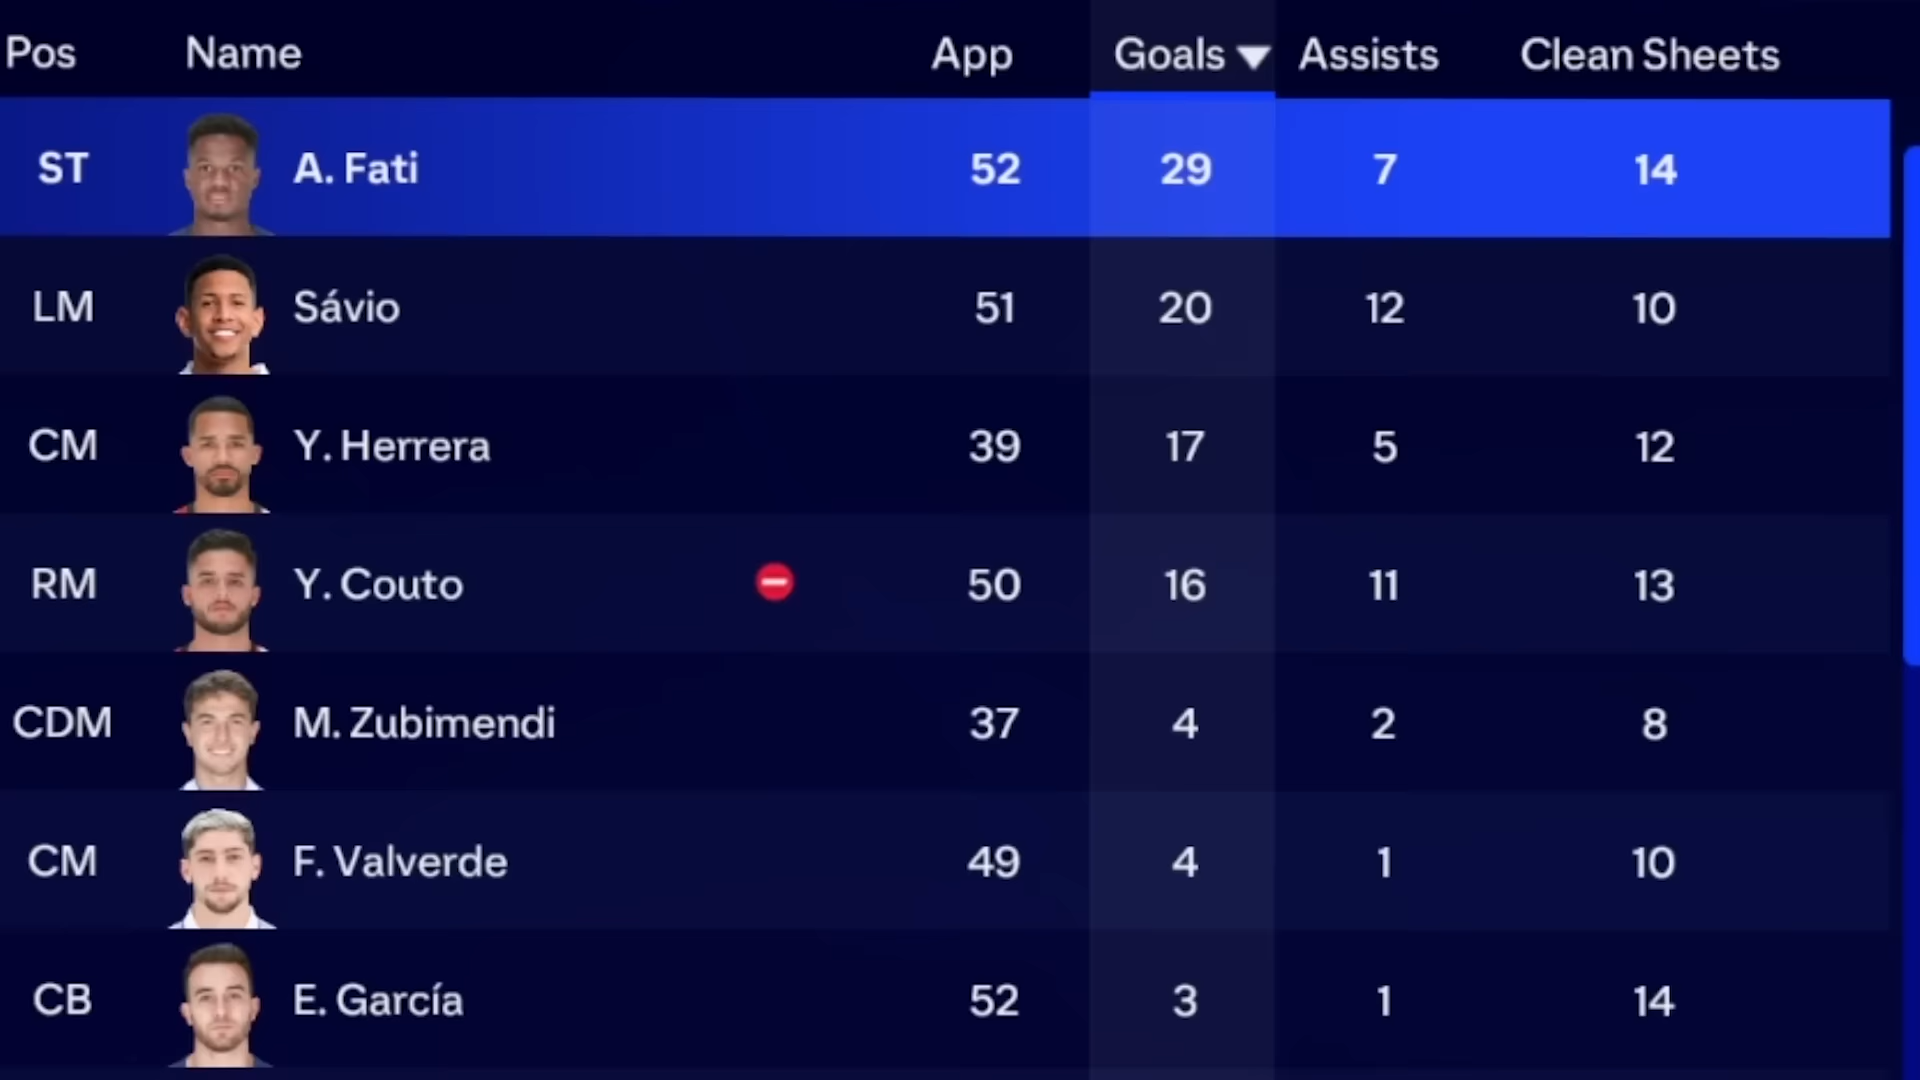 Pos Name App Goals Assists Clean Sheets
ST A. Fati 52 29 7 14
LM Sávio 51 20 12 10
CM Y. Herrera 39 17 5 12
RM Y. Couto 50 16 11 13
CDM M. Zubimendi 37 4 2 8
CM F. Valverde 49 4 1 10
CB E. García 52 3 1 14